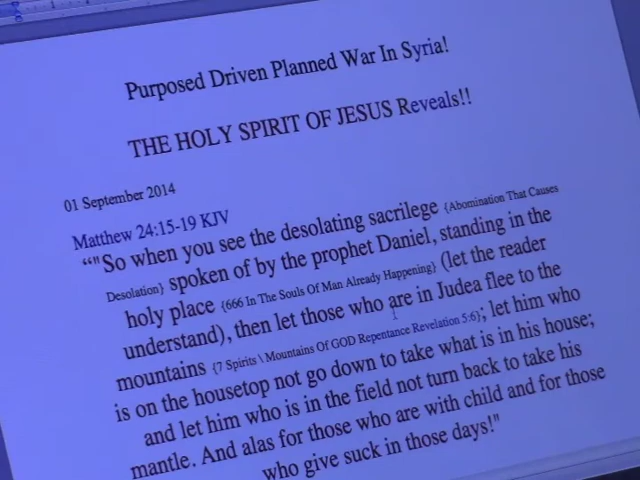 Purposed Driven Planned War In Syria!
THE HOLY SPIRIT OF JESUS Reveals!!
01 September 2014
Matthew 24:15-19 KJV
“"So when you see the desolating sacrilege {Abomination That Causes
Desolation} spoken of by the prophet Daniel, standing in the
holy place {666 In The Souls Of Man Already Happening} (let the reader
understand), then let those who are in Judea flee to the
mountains {7 Spirits \ Mountains Of GOD Repentance Revelation 5:6}; let him who
is on the housetop not go down to take what is in his house;
and let him who is in the field not turn back to take his
mantle. And alas for those who are with child and for those
who give suck in those days!"